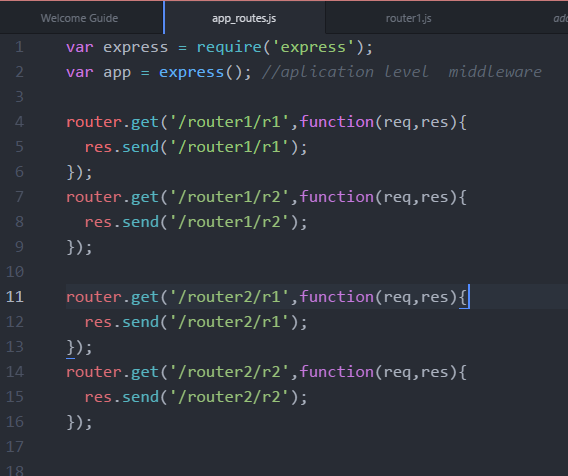 Welcome Guide app_routes.js router1.js add
1 var express = require('express');
2 var app = express(); //aplication level  middleware
3
4 router.get('/router1/r1',function(req,res){
5   res.send('/router1/r1');
6 });
7 router.get('/router1/r2',function(req,res){
8   res.send('/router1/r2');
9 });
10
11 router.get('/router2/r1',function(req,res){
12   res.send('/router2/r1');
13 });
14 router.get('/router2/r2',function(req,res){
15   res.send('/router2/r2');
16 });
17
18